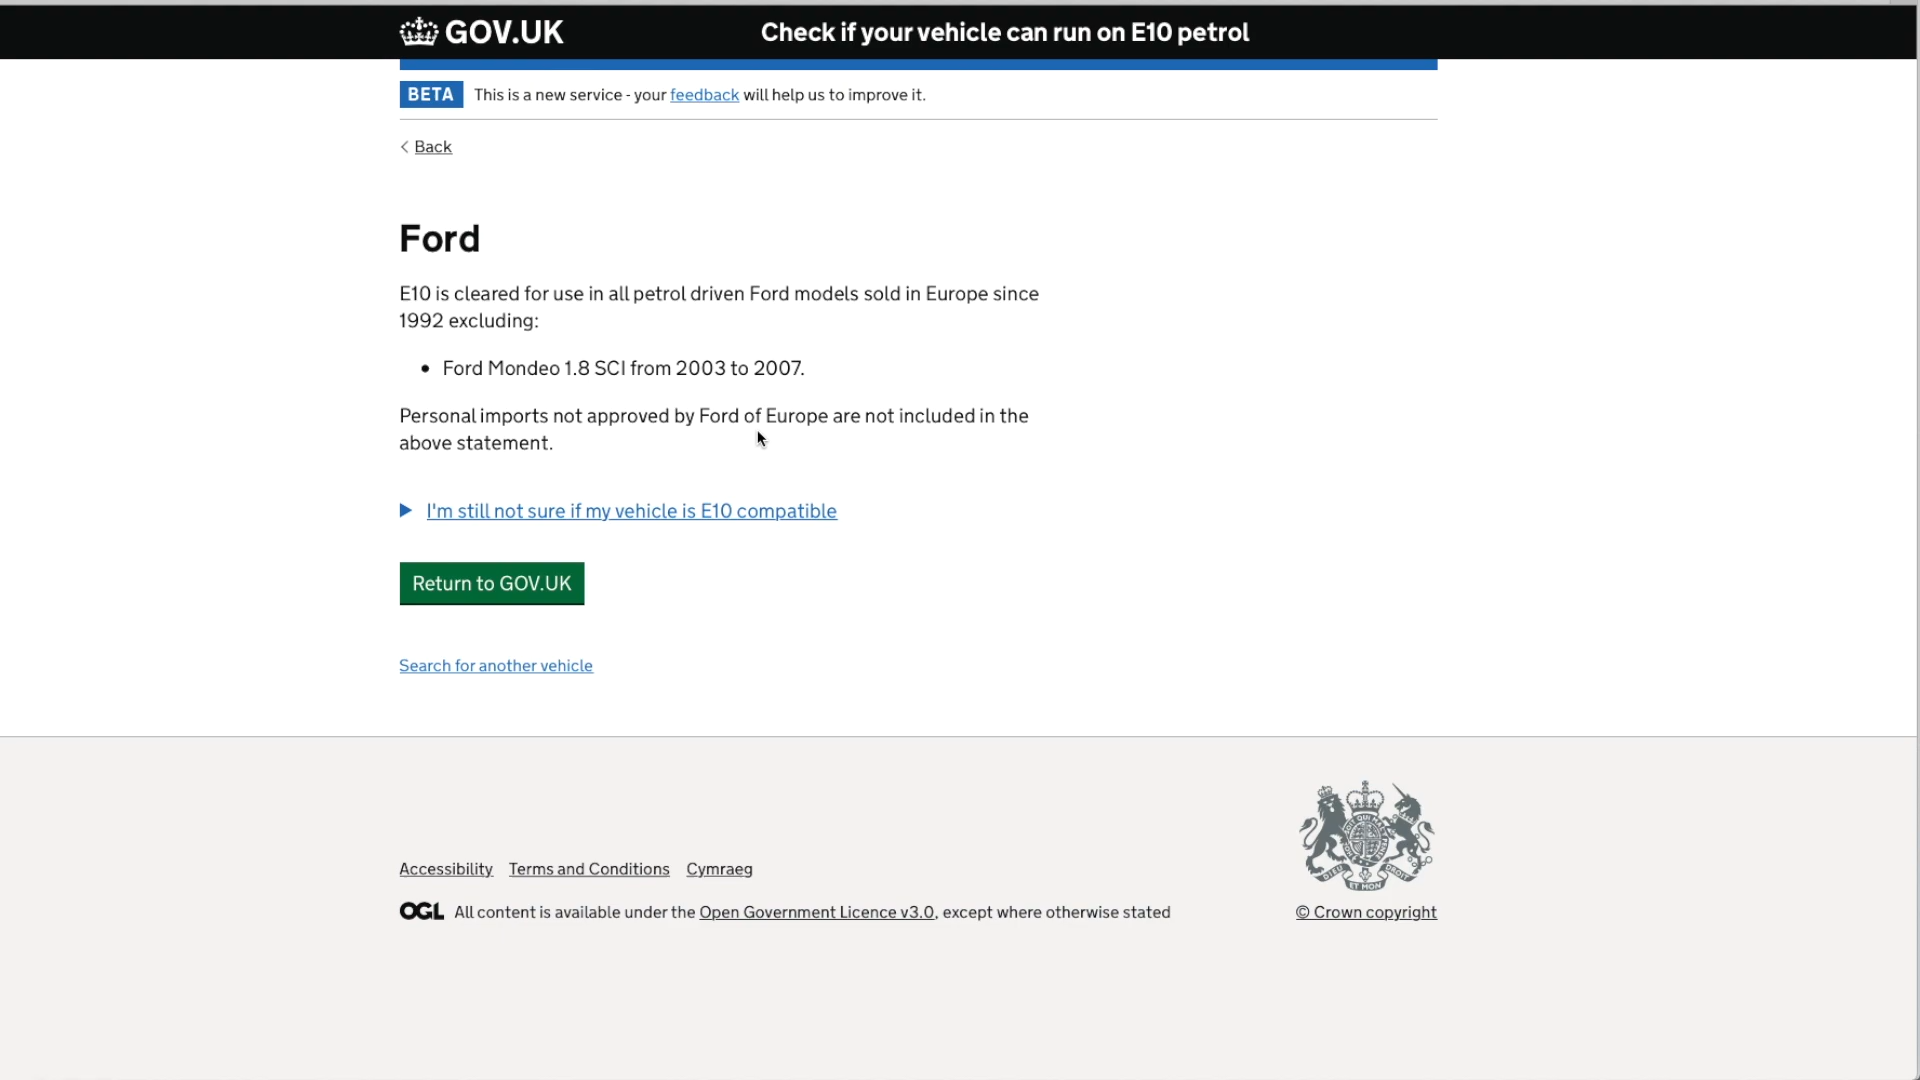 GOV.UK
Check if your vehicle can run on E10 petrol
BETA This is a new service - your feedback will help us to improve it.
Back
Ford
E10 is cleared for use in all petrol driven Ford models sold in Europe since
1992 excluding:
• Ford Mondeo 1.8 SCI from 2003 to 2007.
Personal imports not approved by Ford of Europe are not included in the
above statement.
I'm still not sure if my vehicle is E10 compatible
Return to GOV.UK
Search for another vehicle
Accessibility Terms and Conditions Cymraeg
OGL All content is available under the Open Government Licence v3.0, except where otherwise stated
© Crown copyright